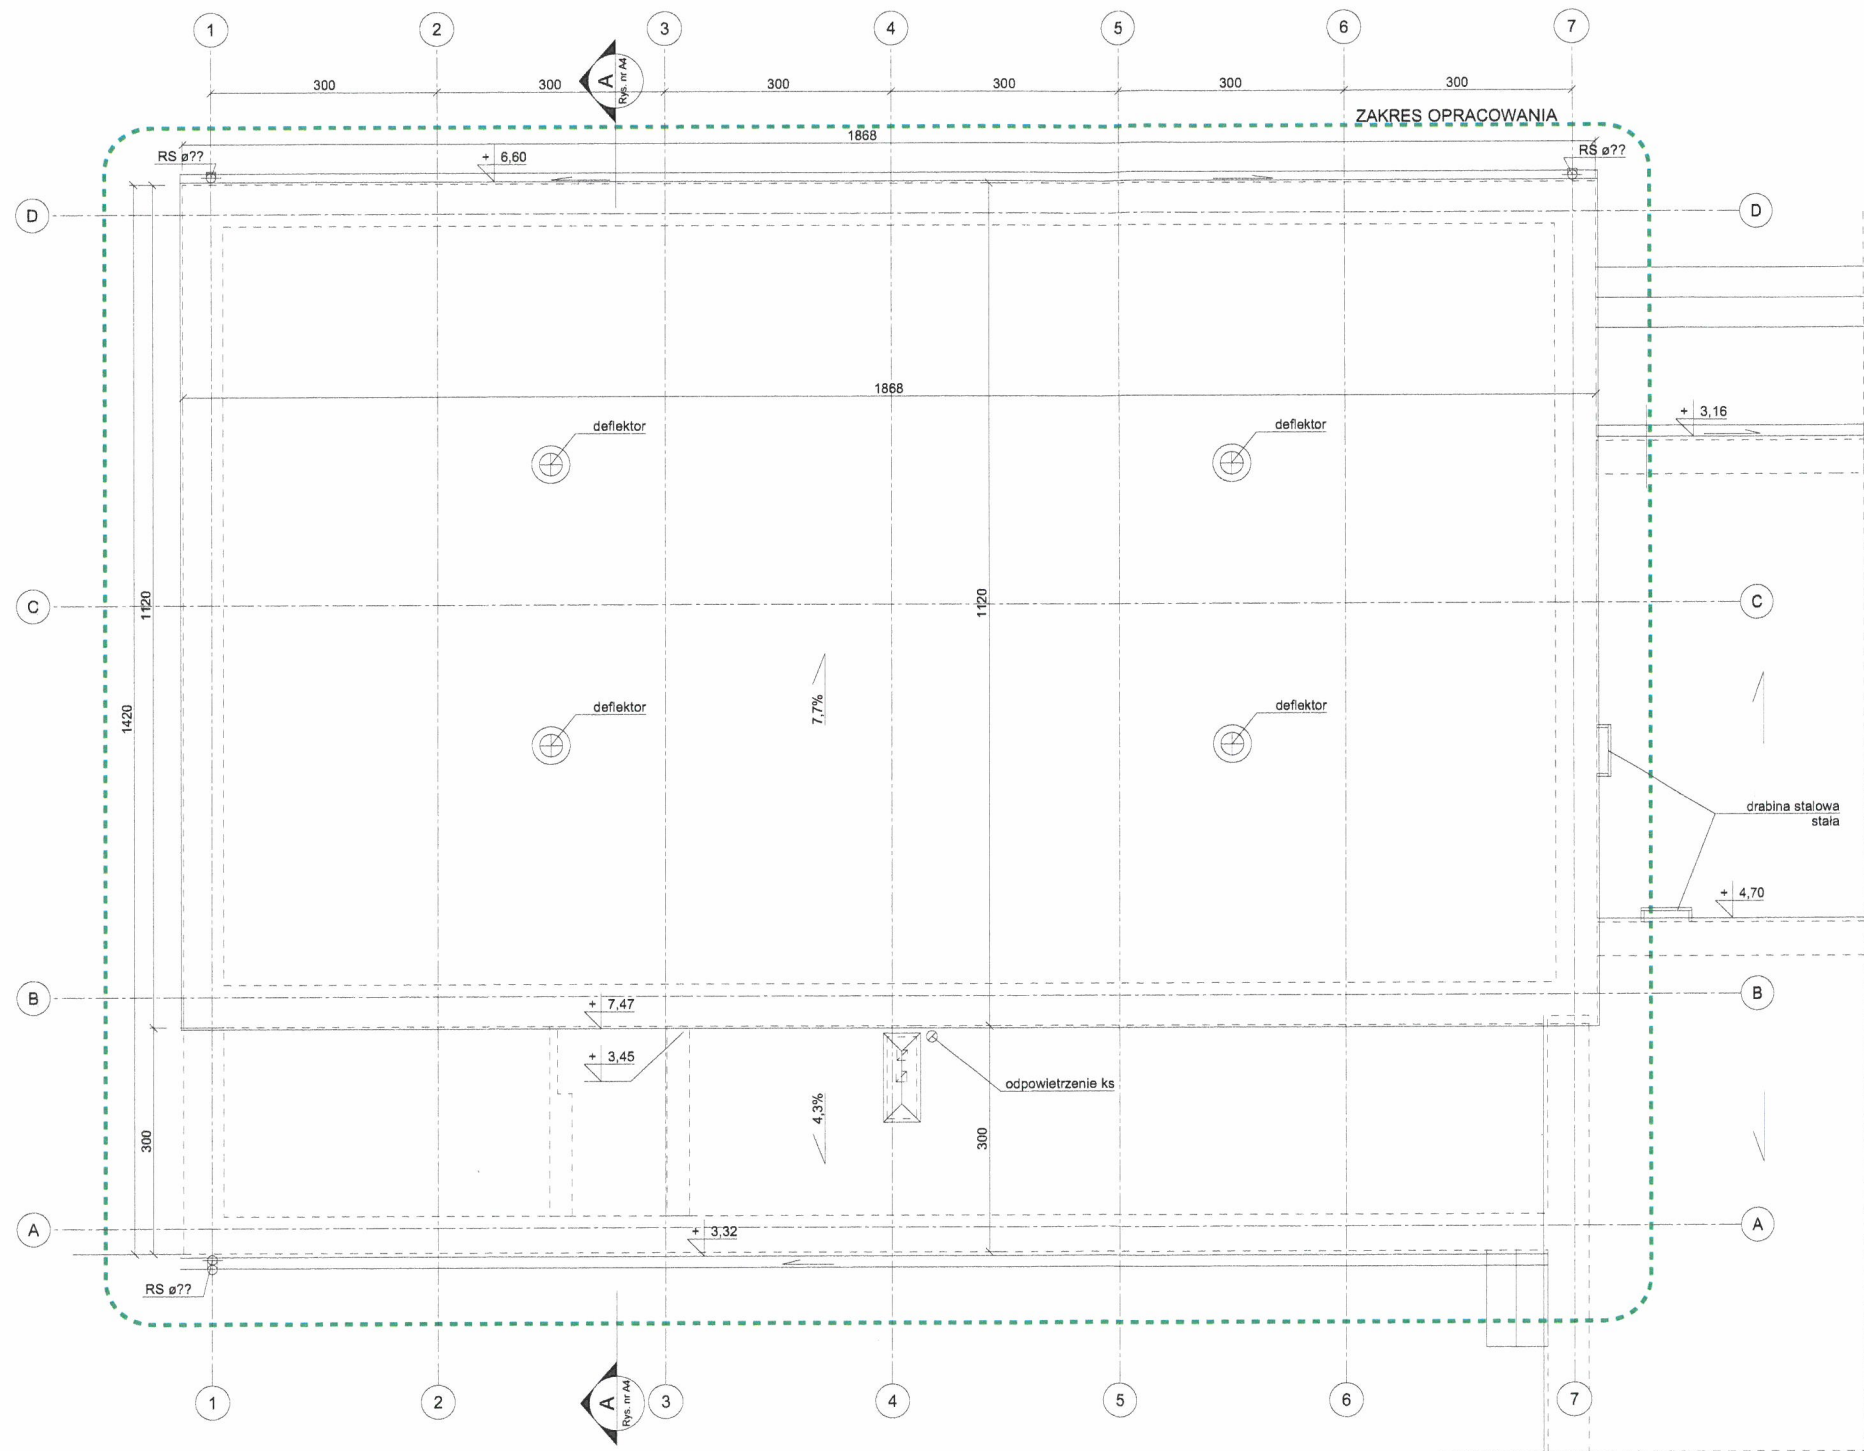 1 2 3 4 5 6 7
A
Rys. nr A4
300 300 300 300 300 300
ZAKRES OPRACOWANIA
1868
RS ø??
+ 6,60
RS ø??
D D
1868
+ 3,16
deflektor deflektor
C C
1120 1120
1420
7,7%
deflektor deflektor
drabina stalowa
stała
+ 4,70
B B
+ 7,47
+ 3,45
odpowietrzenie ks
4,3%
300 300
A A
+ 3,32
RS ø??
1 2 3 4 5 6 7
A
Rys. nr A4